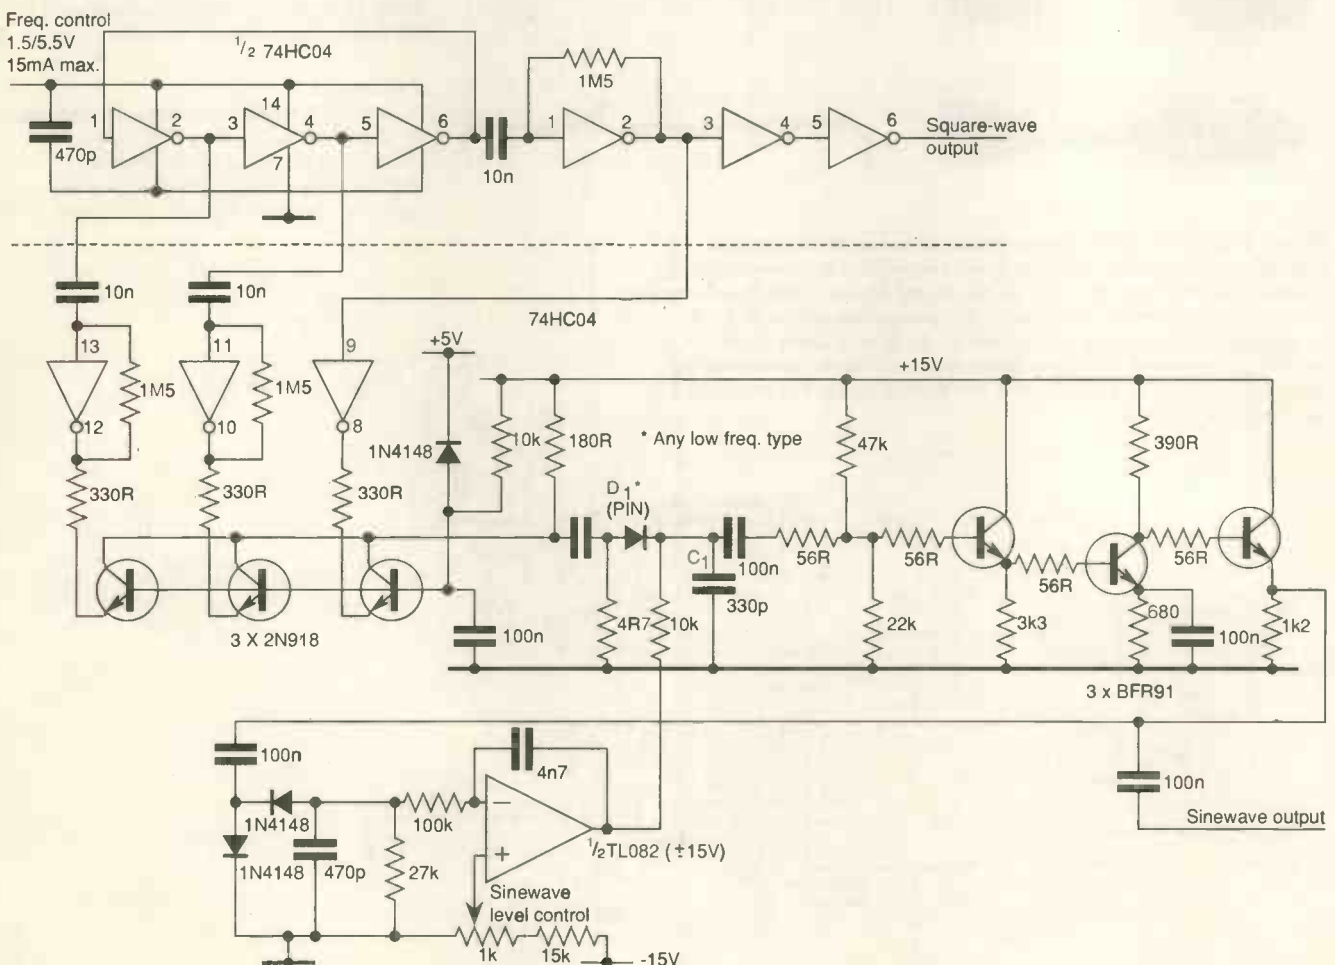 Freq. control
1.5/5.5V
15mA max.
1/2 74HC04
1M5
14
1
2
3
4
5
6
7
1
2
3
4
5
6
Square-wave
output
470p
10n
10n
10n
74HC04
13
11
9
1M5
1M5
+5V
+15V
12
10
8
1N4148
10k
180R
* Any low freq. type
47k
390R
330R
330R
330R
D1*
(PIN)
C1
100n
56R
56R
56R
56R
330p
3 X 2N918
100n
4R7
10k
22k
3k3
680
100n
1k2
3 x BFR91
100n
4n7
100n
1N4148
100k
−
+
1/2TL082 (±15V)
Sinewave output
1N4148
470p
27k
Sinewave
level control
1k
15k
-15V